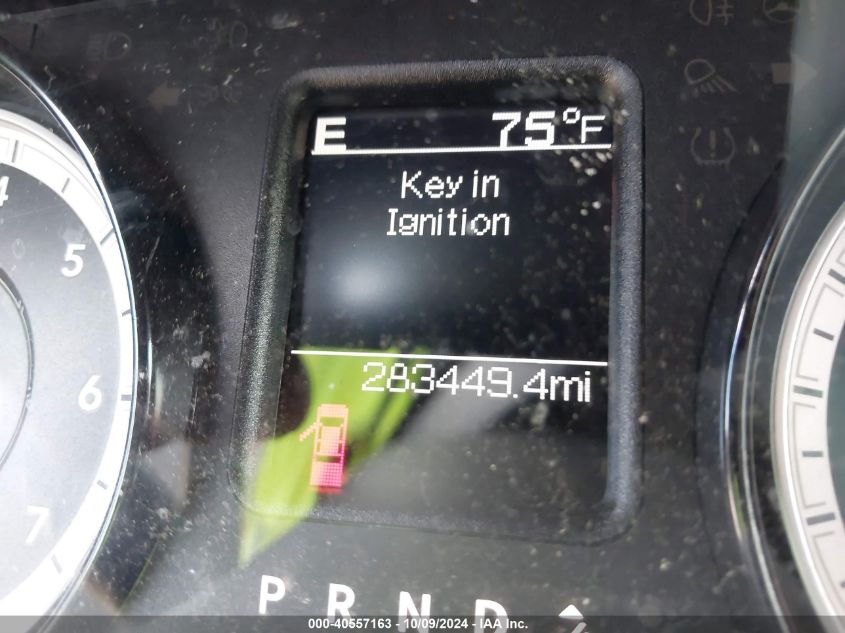 E 75°F
Key in
Ignition
283449.4mi
4
5
6
7
P R N D
000-40557163 - 10/09/2024 - IAA Inc.